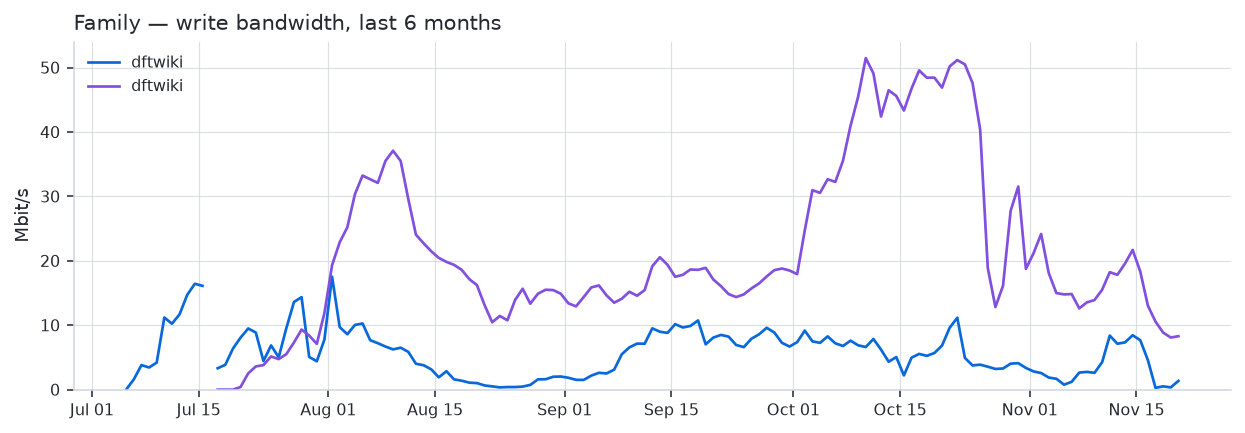 Family — write bandwidth, last 6 months
dftwiki
dftwiki
Mbit/s
50
40
30
20
10
0
Jul 01 Jul 15 Aug 01 Aug 15 Sep 01 Sep 15 Oct 01 Oct 15 Nov 01 Nov 15